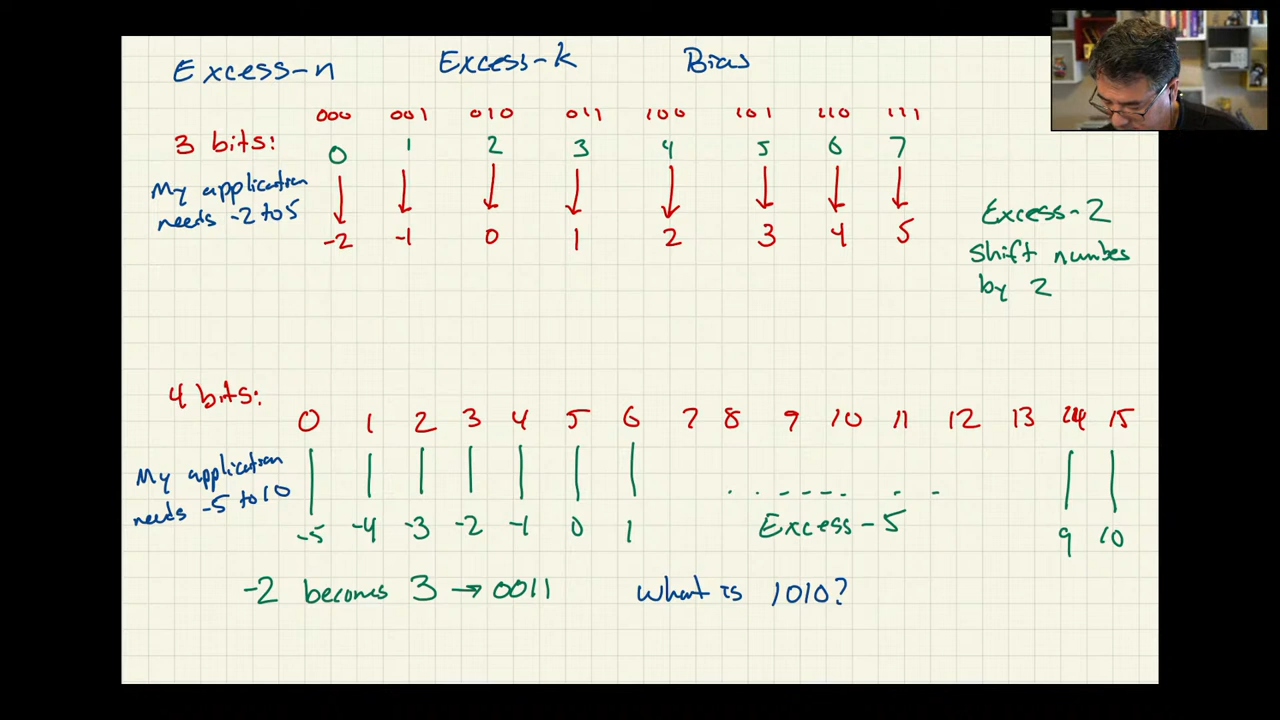 Excess-n Excess-k Bias
000 001 010 011 100 101 110 111
3 bits: 0 1 2 3 4 5 6 7
My application
needs -2 to 5
-2 -1 0 1 2 3 4 5
Excess-2
Shift number
by 2
4 bits:
0 1 2 3 4 5 6 7 8 9 10 11 12 13 14 15
My application
needs -5 to 10
-5 -4 -3 -2 -1 0 1 Excess-5 9 10
-2 becomes 3 → 0011 what is 1010?